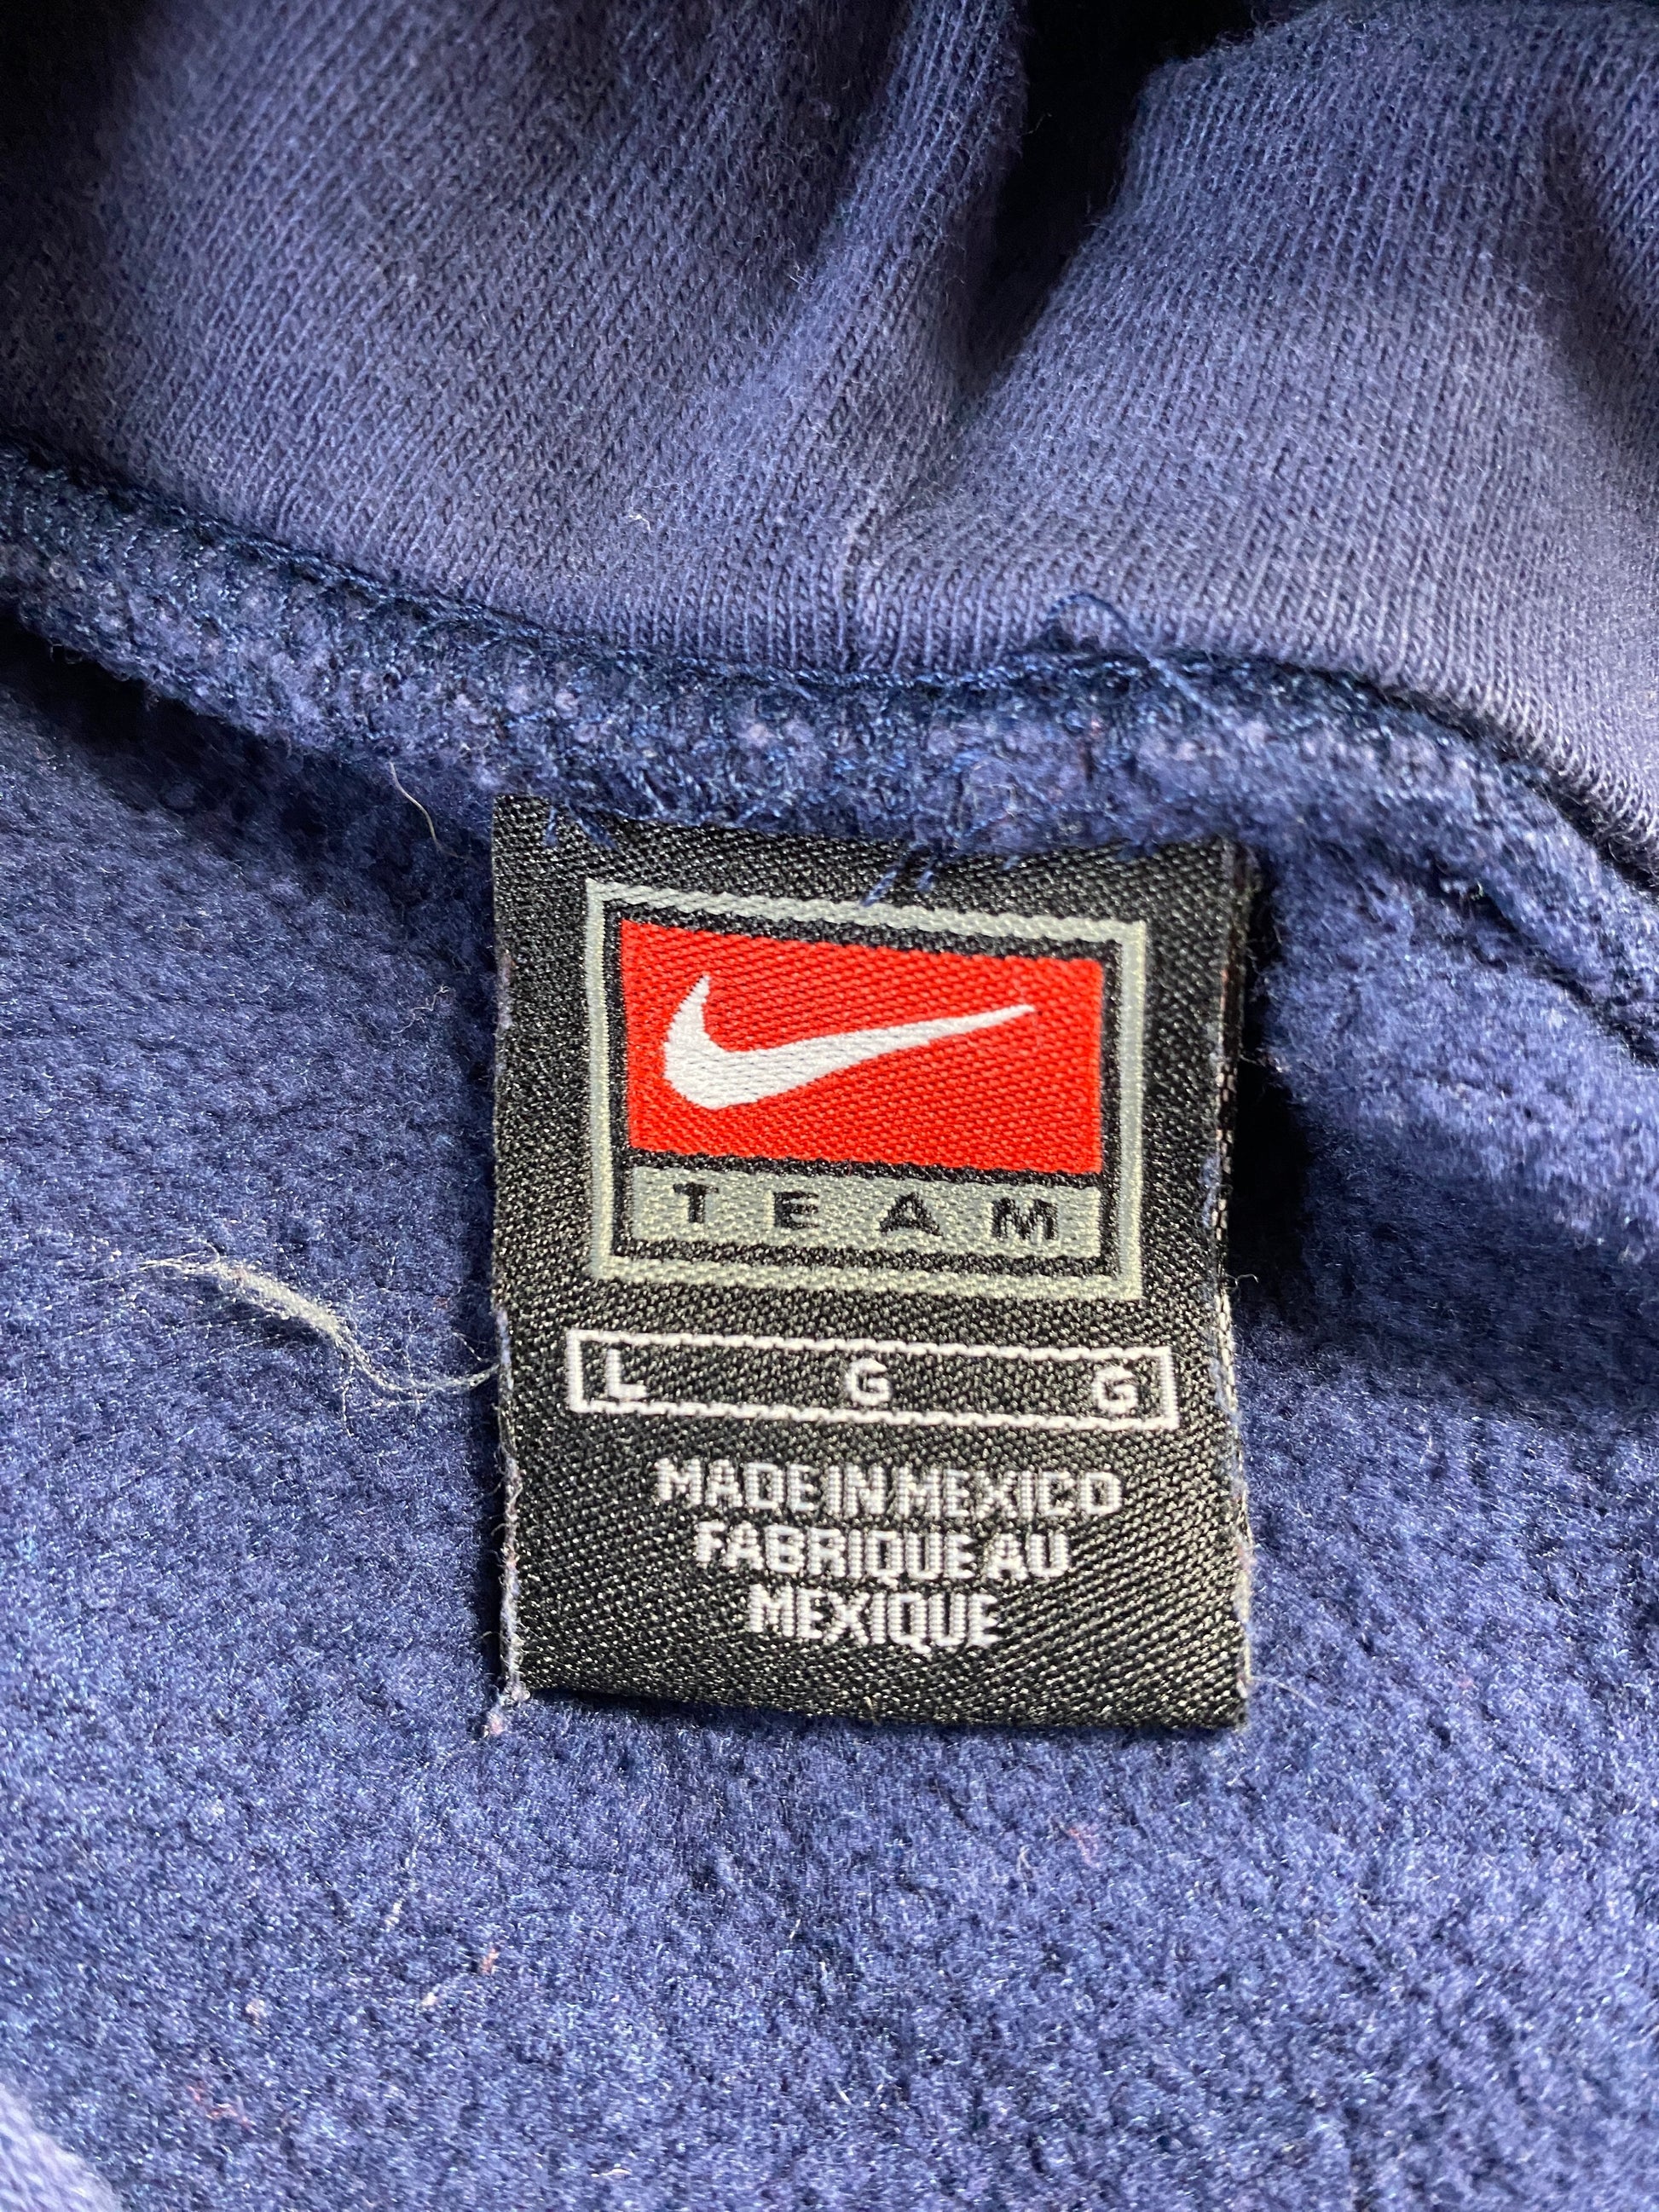 TEAM
L G G
MADE IN MEXICO
FABRIQUE AU
MEXIQUE